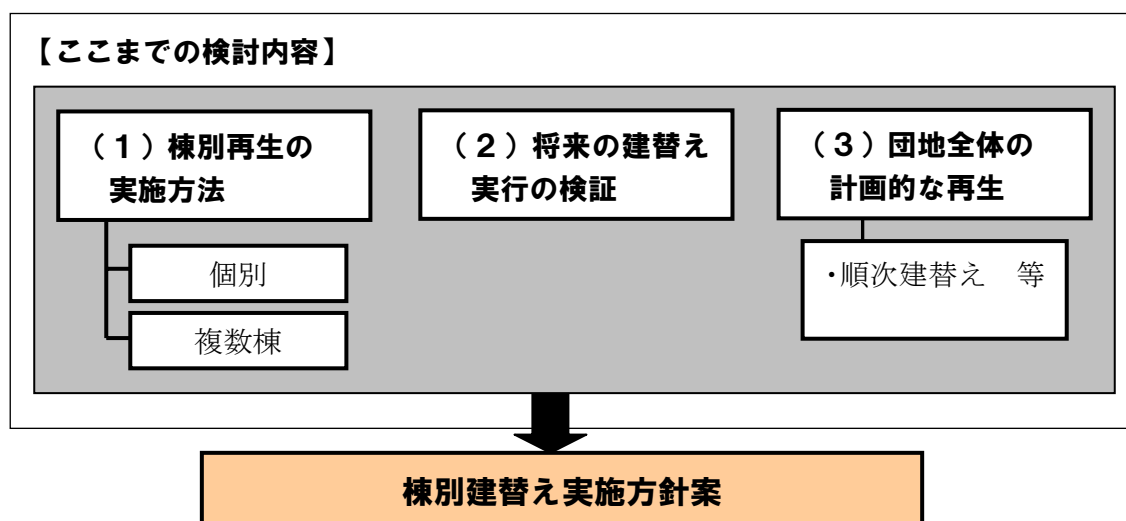 【ここまでの検討内容】
(1)棟別再生の
実施方法
個別
複数棟
(2)将来の建替え
実行の検証
(3)団地全体の
計画的な再生
・順次建替え 等
棟別建替え実施方針案